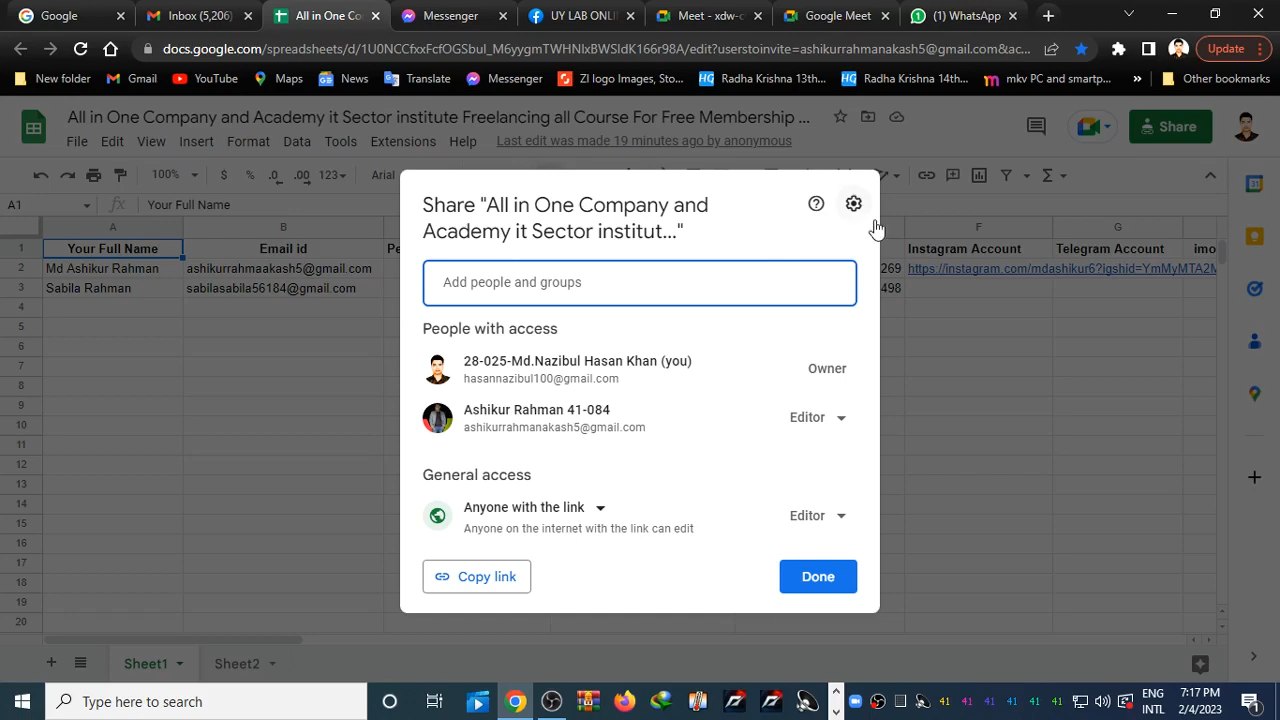 Google
Inbox (5,206)
All in One Co
Messenger
UY LAB ONLI
Meet - xdw-c
Google Meet
(1) WhatsApp
docs.google.com/spreadsheets/d/1U0NCCfxxFcfOGSbuI_M6yygmTWHNlxBWSIdK166r98A/edit?userstoinvite=ashikurrahmanakash5@gmail.com&ac...
Update
New folder
Gmail
YouTube
Maps
News
Translate
Messenger
ZI logo Images, Sto...
HG Radha Krishna 13th...
HG Radha Krishna 14th...
mkv PC and smartp...
»
Other bookmarks
All in One Company and Academy it Sector institute Freelancing all Course For Free Membership ...
Share
File Edit View Insert Format Data Tools Extensions Help Last edit was made 19 minutes ago by anonymous
100% $ % .0 .00 123 Arial
A1 fx Your Full Name
A B F G
1 Your Full Name Email id Instagram Account Telegram Account imo
2 Md Ashikur Rahman ashikurrahmaakash5@gmail.com 269 https://instagram.com/mdashikur6?igshid=YmMyMTA2M
3 Sabila Rahman sabilasabila56184@gmail.com 498
4
5
6
7
8
9
10
11
12
13
14
15
16
17
18
19
20
Share "All in One Company and
Academy it Sector institut..."
Add people and groups
People with access
28-025-Md.Nazibul Hasan Khan (you)
hasannazibul100@gmail.com
Owner
Ashikur Rahman 41-084
ashikurrahmanakash5@gmail.com
Editor
General access
Anyone with the link
Anyone on the internet with the link can edit
Editor
Copy link
Done
Sheet1
Sheet2
Type here to search
41 41 41 41 41 41
ENG
INTL
7:17 PM
2/4/2023
1